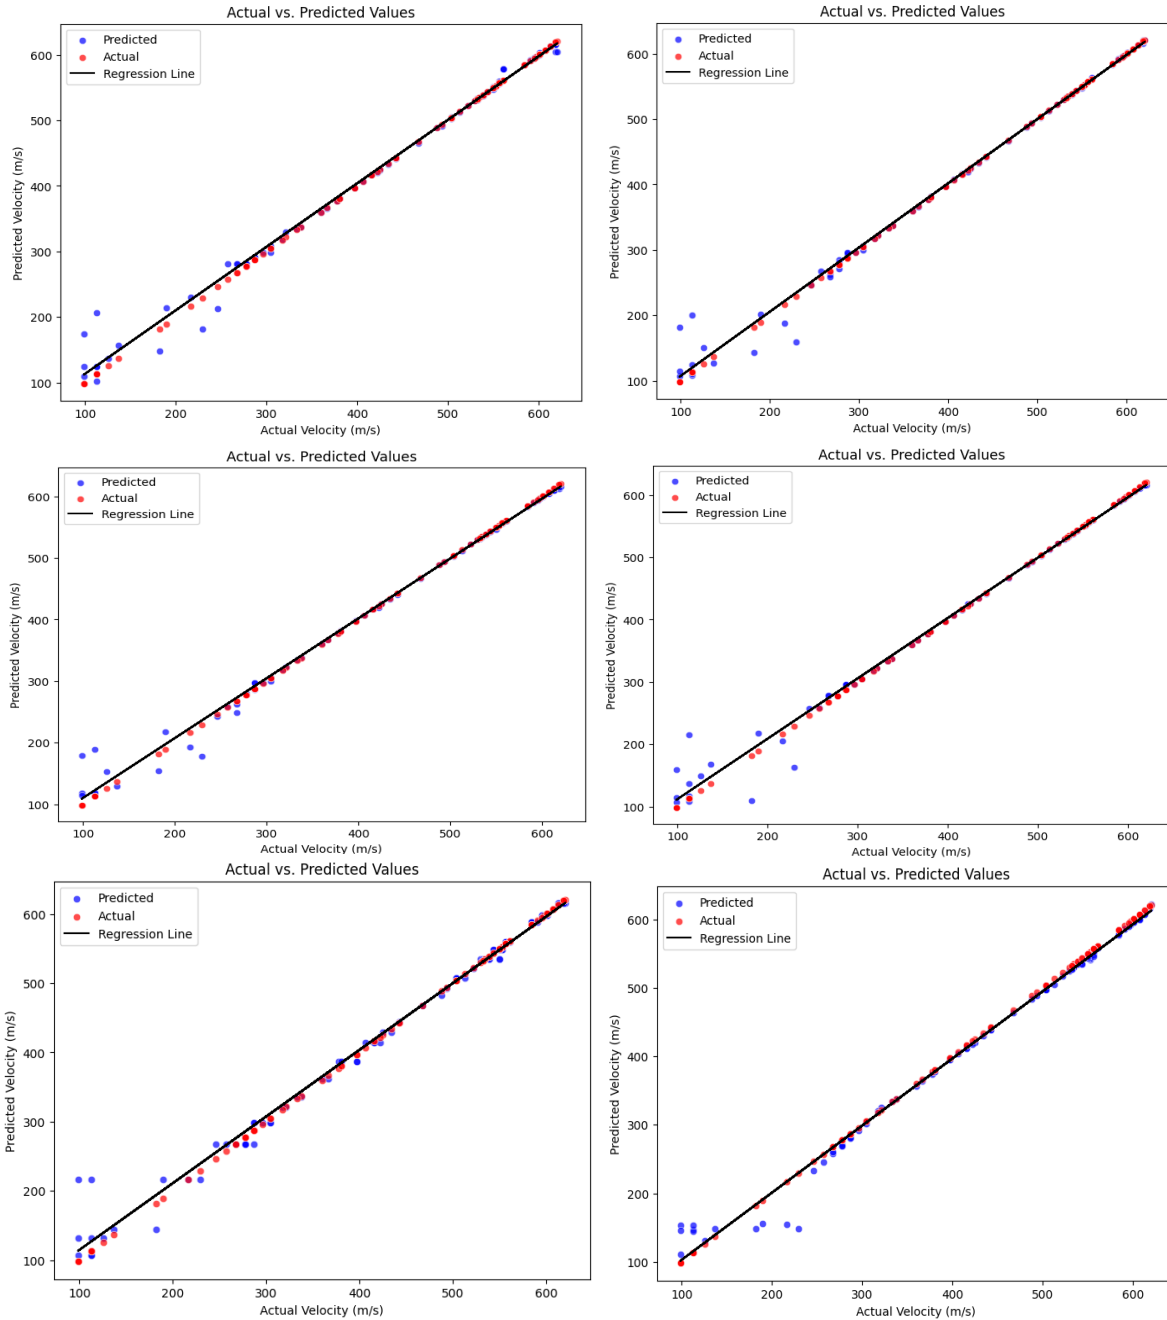 Actual vs. Predicted Values
Predicted
Actual
Regression Line
Predicted Velocity (m/s)
600
500
400
300
200
100
100 200 300 400 500 600
Actual Velocity (m/s)
Actual vs. Predicted Values
Predicted
Actual
Regression Line
Predicted Velocity (m/s)
600
500
400
300
200
100
100 200 300 400 500 600
Actual Velocity (m/s)
Actual vs. Predicted Values
Predicted
Actual
Regression Line
Predicted Velocity (m/s)
600
500
400
300
200
100
100 200 300 400 500 600
Actual Velocity (m/s)
Actual vs. Predicted Values
Predicted
Actual
Regression Line
Predicted Velocity (m/s)
600
500
400
300
200
100
100 200 300 400 500 600
Actual Velocity (m/s)
Actual vs. Predicted Values
Predicted
Actual
Regression Line
Predicted Velocity (m/s)
600
500
400
300
200
100
100 200 300 400 500 600
Actual Velocity (m/s)
Actual vs. Predicted Values
Predicted
Actual
Regression Line
Predicted Velocity (m/s)
600
500
400
300
200
100
100 200 300 400 500 600
Actual Velocity (m/s)